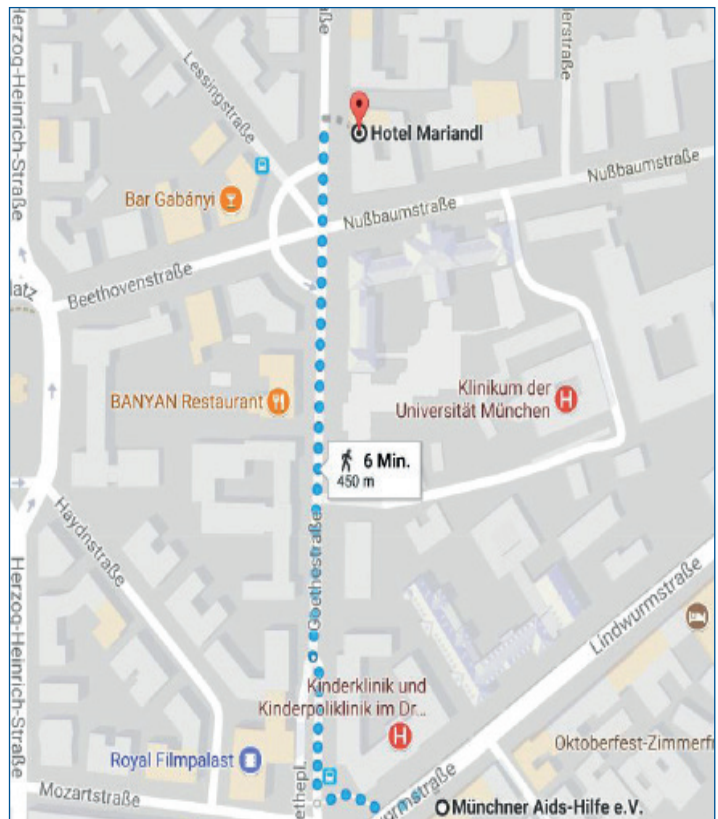 Herzog-Heinrich-Straße
Lessingstraße
Hotel Mariandl
Bar Gabányi
Nußbaumstraße
Nußbaumstraße
Beethovenstraße
BANYAN Restaurant
Klinikum der
Universität München
6 Min.
450 m
Haydnstraße
Goethestraße
Herzog-Heinrich-Straße
Lindwurmstraße
Kinderklinik und
Kinderpoliklinik im Dr...
Royal Filmpalast
Oktoberfest-Zimmerfr
Mozartstraße
Münchner Aids-Hilfe e.V.